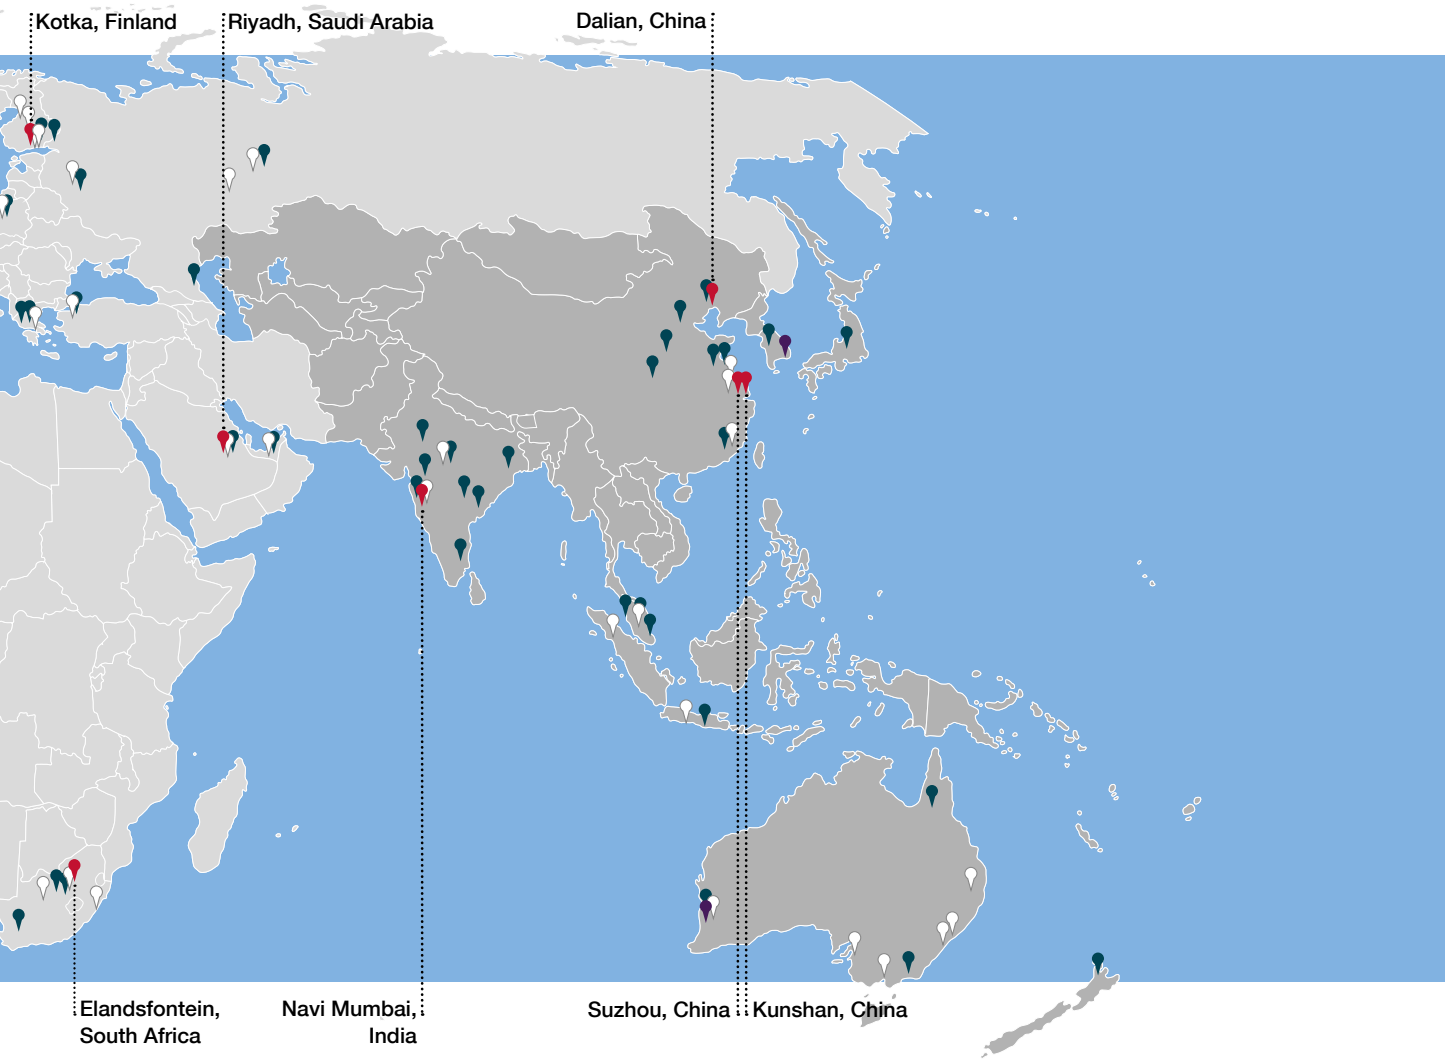 Kotka, Finland
Riyadh, Saudi Arabia
Dalian, China
Elandsfontein,
South Africa
Navi Mumbai,
India
Suzhou, China
Kunshan, China